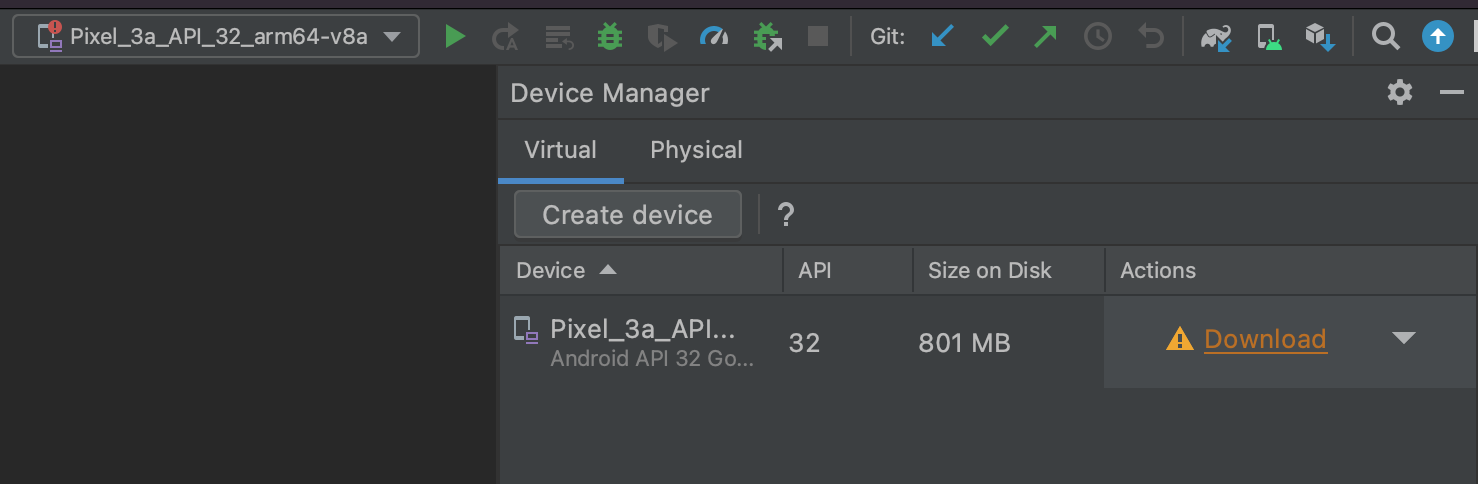 Pixel_3a_API_32_arm64-v8a Git:
Device Manager
Virtual Physical
Create device ?
Device API Size on Disk Actions
Pixel_3a_API...
Android API 32 Go...
32 801 MB Download